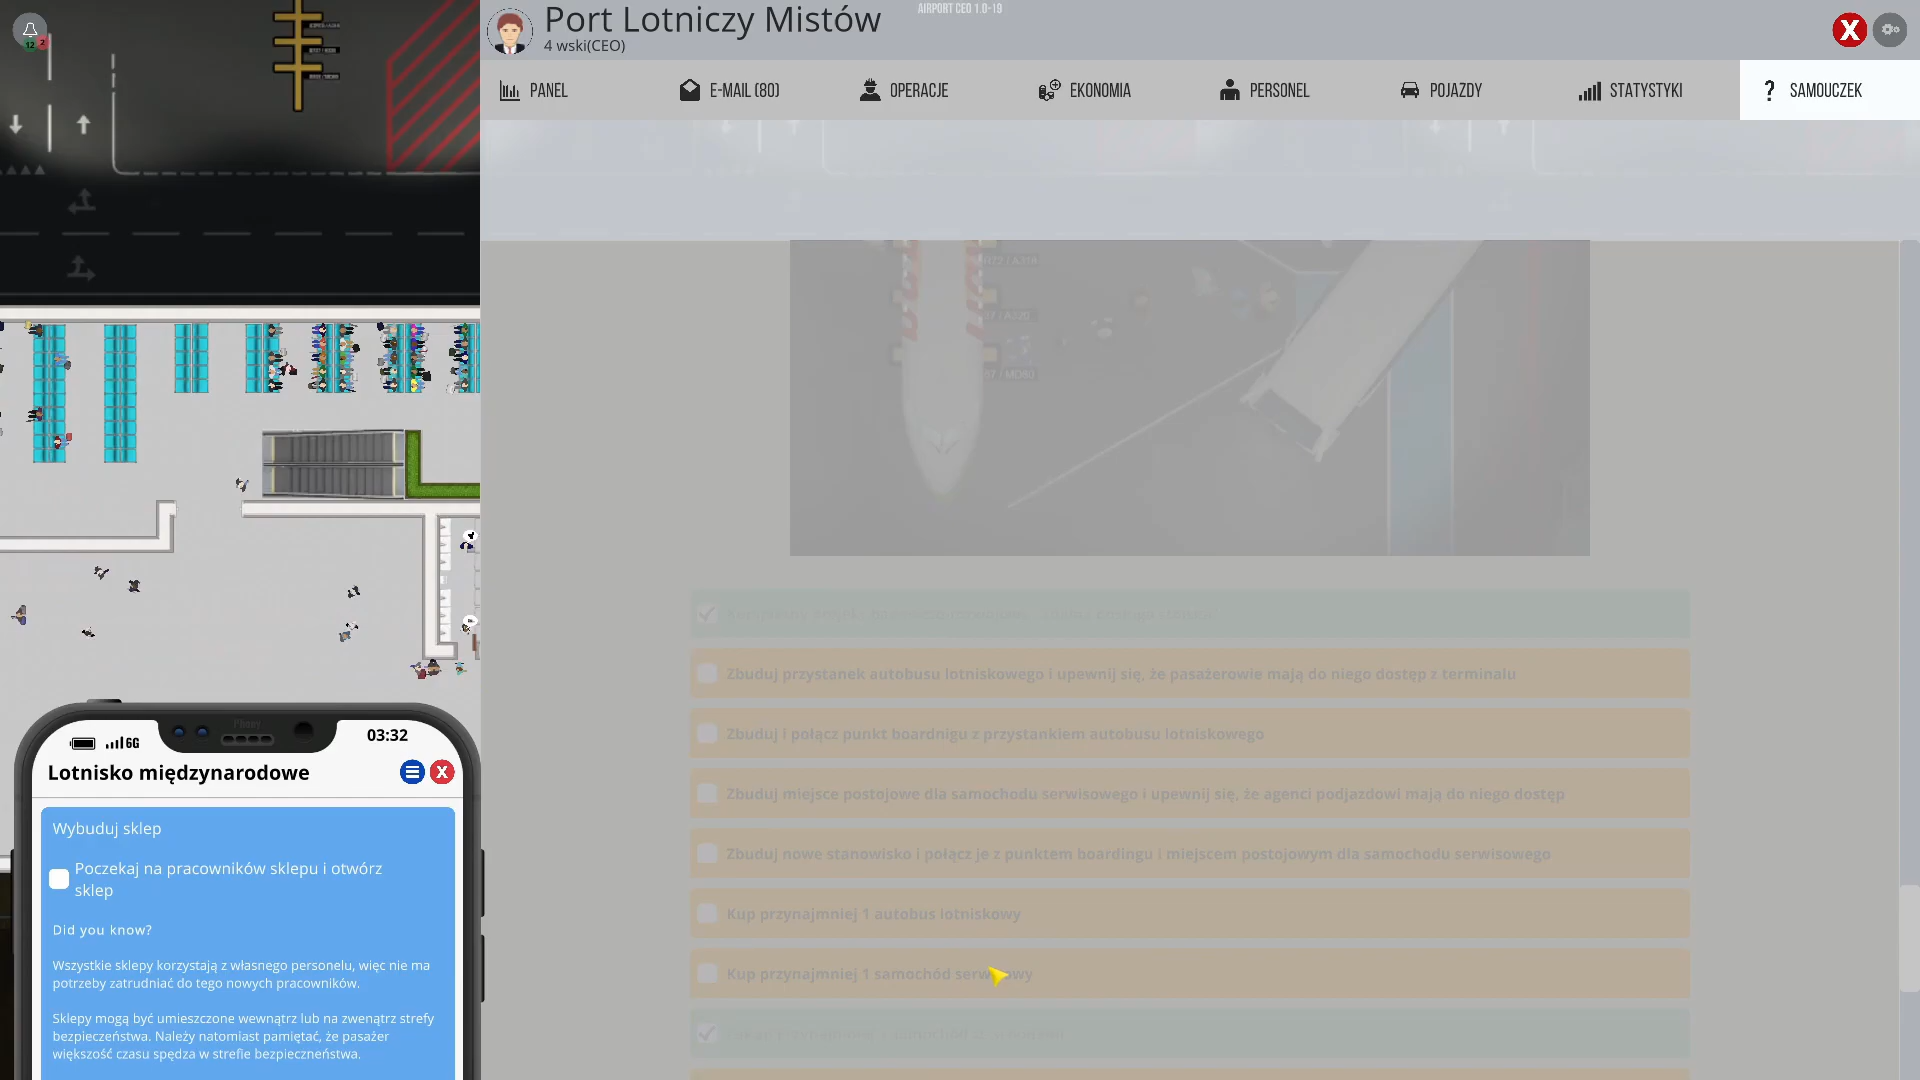 AIRPORT CEO 1.0-19
Port Lotniczy Mistów
4 wski(CEO)
12 2
X
PANEL
E-MAIL (80)
OPERACJE
EKONOMIA
PERSONEL
POJAZDY
STATYSTYKI
? SAMOUCZEK
Zbuduj przystanek autobusu lotniskowego i upewnij się, że pasażerowie mają do niego dostęp z terminalu
Zbuduj i połącz punkt boardnigu z przystankiem autobusu lotniskowego
Zbuduj miejsce postojowe dla samochodu serwisowego i upewnij się, że agenci podjazdowi mają do niego dostęp
Zbuduj nowe stanowisko i połącz je z punktem boardingu i miejscem postojowym dla samochodu serwisowego
Kup przynajmniej 1 autobus lotniskowy
Kup przynajmniej 1 samochód serwisowy
6G
03:32
Lotnisko międzynarodowe
X
Wybuduj sklep
Poczekaj na pracowników sklepu i otwórz
sklep
Did you know?
Wszystkie sklepy korzystają z własnego personelu, więc nie ma
potrzeby zatrudniać do tego nowych pracowników.
Sklepy mogą być umieszczone wewnątrz lub na zwenątrz strefy
bezpieczeństwa. Należy natomiast pamiętać, że pasażer
większość czasu spędza w strefie bezpieczneństwa.